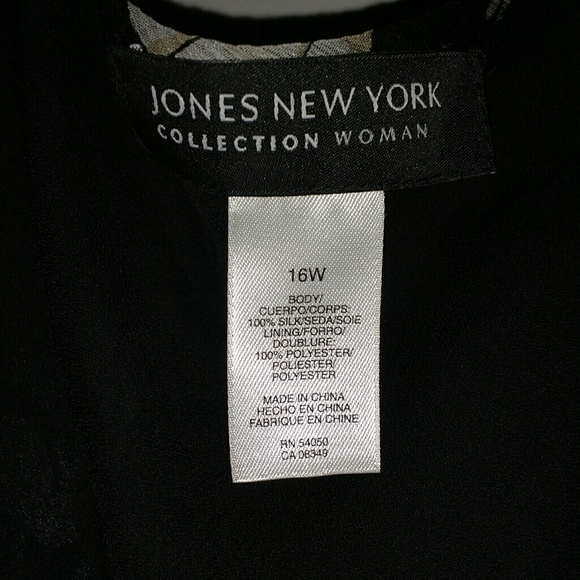 JONES NEW YORK
COLLECTION WOMAN
16W
BODY/
CUERPO/CORPS:
100% SILK/SEDA/SOIE
LINING/FORRO/
DOUBLURE:
100% POLYESTER/
POLIESTER/
POLYESTER
MADE IN CHINA
HECHO EN CHINA
FABRIQUE EN CHINE
RN 54050
CA 08349